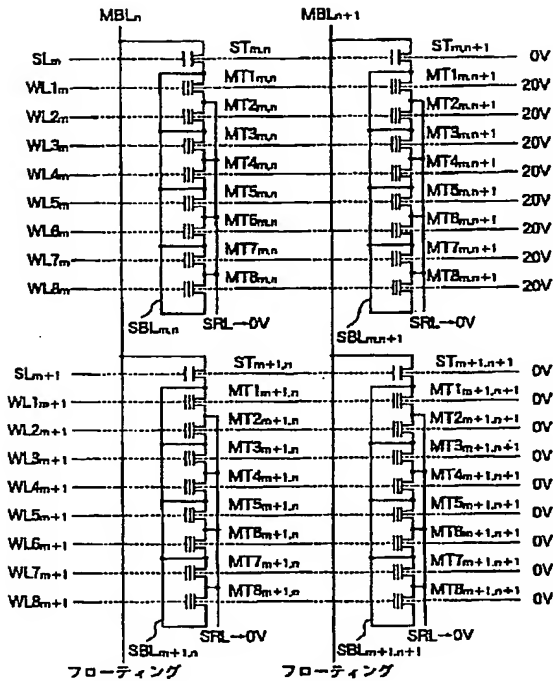 MBLn MBLn+1
SLm STm,n STm,n+1 0V
WL1m MT1m,n MT1m,n+1 20V
WL2m MT2m,n MT2m,n+1 20V
WL3m MT3m,n MT3m,n+1 20V
WL4m MT4m,n MT4m,n+1 20V
WL5m MT5m,n MT5m,n+1 20V
WL6m MT6m,n MT6m,n+1 20V
WL7m MT7m,n MT7m,n+1 20V
WL8m MT8m,n MT8m,n+1 20V
SBLm,n SRL→0V SBLm,n+1 SRL→0V
SLm+1 STm+1,n STm+1,n+1 0V
WL1m+1 MT1m+1,n MT1m+1,n+1 0V
WL2m+1 MT2m+1,n MT2m+1,n+1 0V
WL3m+1 MT3m+1,n MT3m+1,n+1 0V
WL4m+1 MT4m+1,n MT4m+1,n+1 0V
WL5m+1 MT5m+1,n MT5m+1,n+1 0V
WL6m+1 MT6m+1,n MT6m+1,n+1 0V
WL7m+1 MT7m+1,n MT7m+1,n+1 0V
WL8m+1 MT8m+1,n MT8m+1,n+1 0V
SBLm+1,n SRL→0V SBLm+1,n+1 SRL→0V
フローティング フローティング